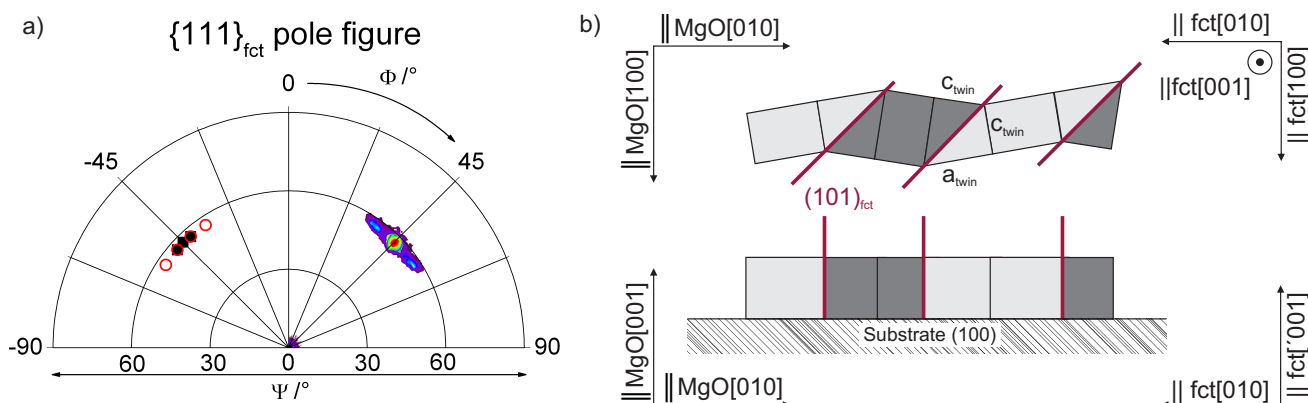 a)
{111}fct pole figure
0
Φ /°
-45
45
-90
60
30
0
30
60
90
Ψ /°
b)
|| MgO[010]
|| MgO[100]
ctwin
ctwin
atwin
(101)fct
|| fct[010]
||fct[001]
|| fct[100]
|| MgO[001]
Substrate (100)
|| MgO[010]
|| fct[010]
|| fct[´001]